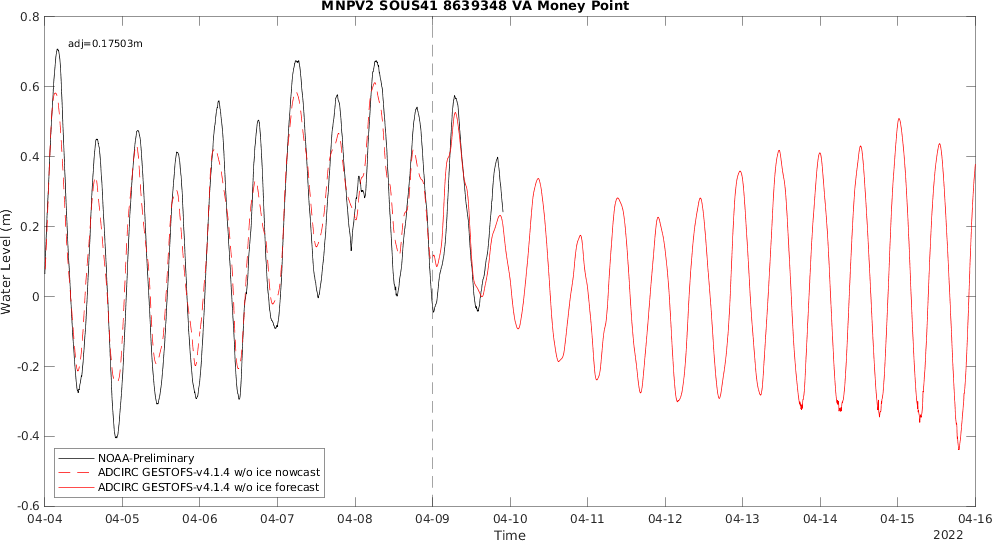 MNPV2 SOUS41 8639348 VA Money Point
adj=0.17503m
Water Level (m)
0.8
0.6
0.4
0.2
0
-0.2
-0.4
-0.6
NOAA-Preliminary
ADCIRC GESTOFS-v4.1.4 w/o ice nowcast
ADCIRC GESTOFS-v4.1.4 w/o ice forecast
04-04 04-05 04-06 04-07 04-08 04-09 04-10 04-11 04-12 04-13 04-14 04-15 04-16
Time
2022